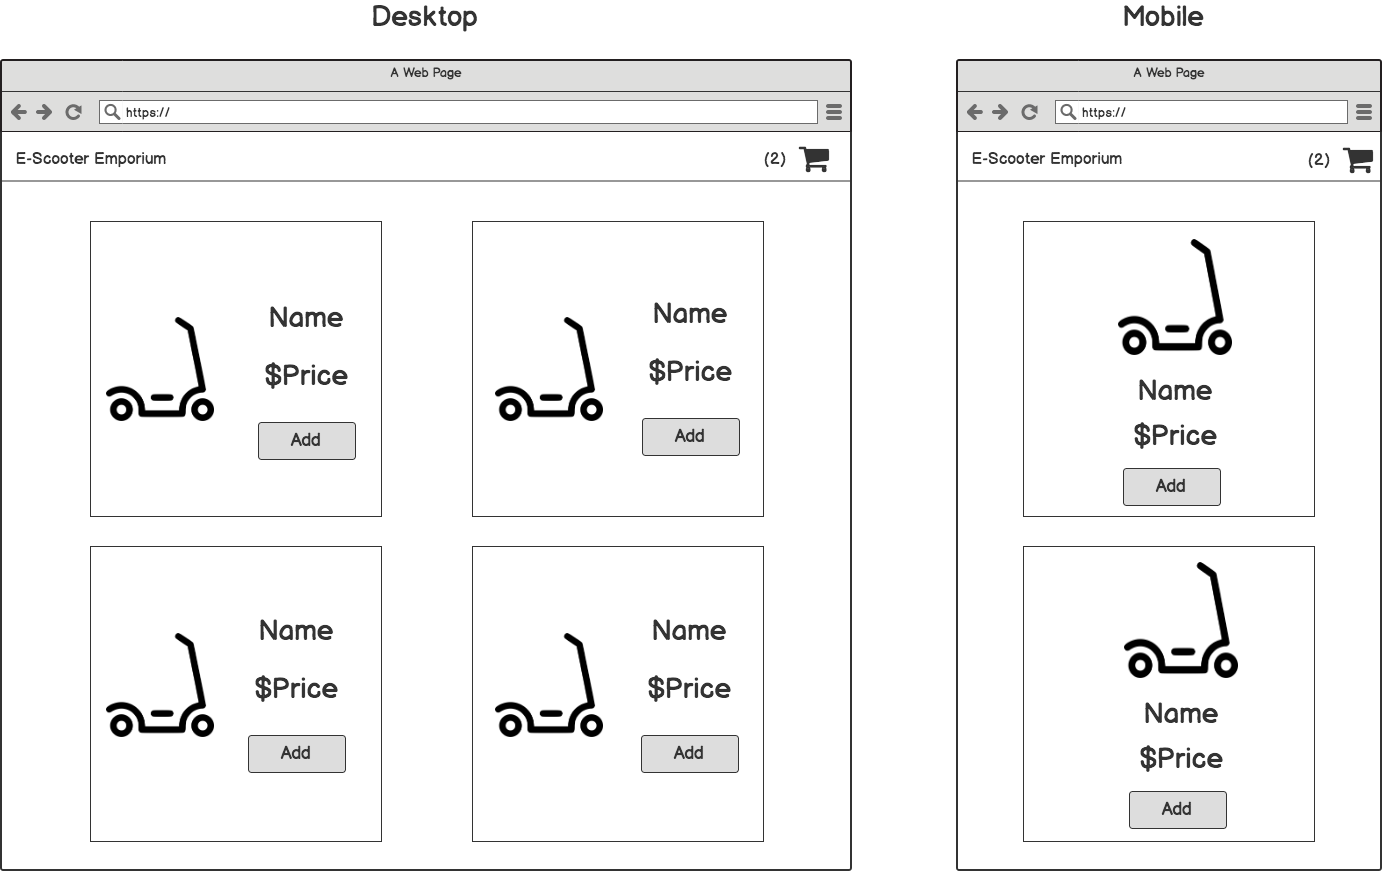 Desktop
A Web Page
https://
E-Scooter Emporium
(2)
Name
$Price
Add
Name
$Price
Add
Name
$Price
Add
Name
$Price
Add
Mobile
A Web Page
https://
E-Scooter Emporium
(2)
Name
$Price
Add
Name
$Price
Add